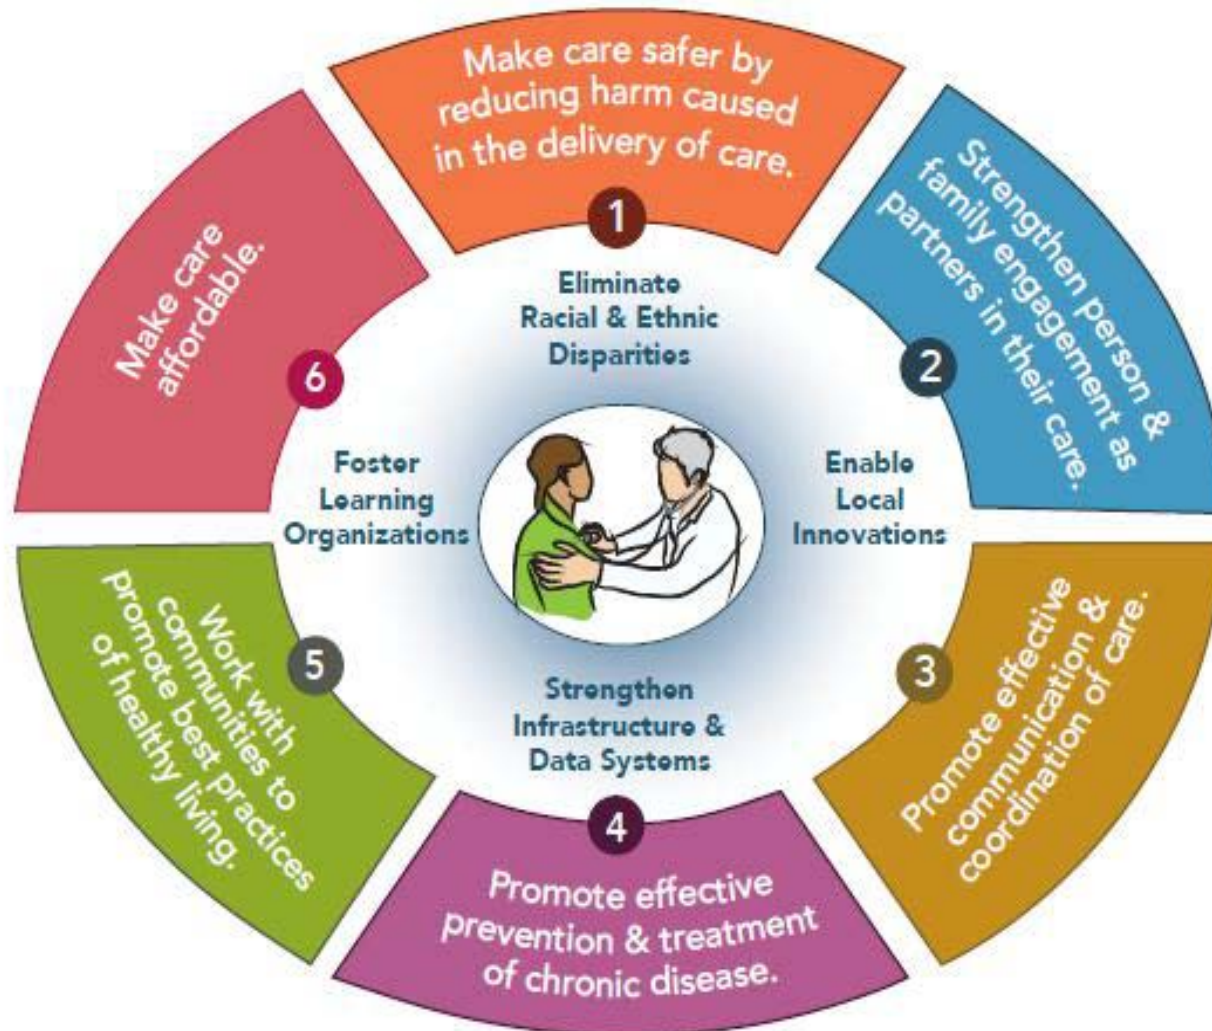 Make care safer by
reducing harm caused
in the delivery of care.
1
Strengthen person &
family engagement as
partners in their care.
2
Promote effective
communication &
coordination of care.
3
Promote effective
prevention & treatment
of chronic disease.
4
Work with
communities to
promote best practices
of healthy living.
5
Make care
affordable.
6
Eliminate
Racial & Ethnic
Disparities
Enable
Local
Innovations
Strengthen
Infrastructure &
Data Systems
Foster
Learning
Organizations